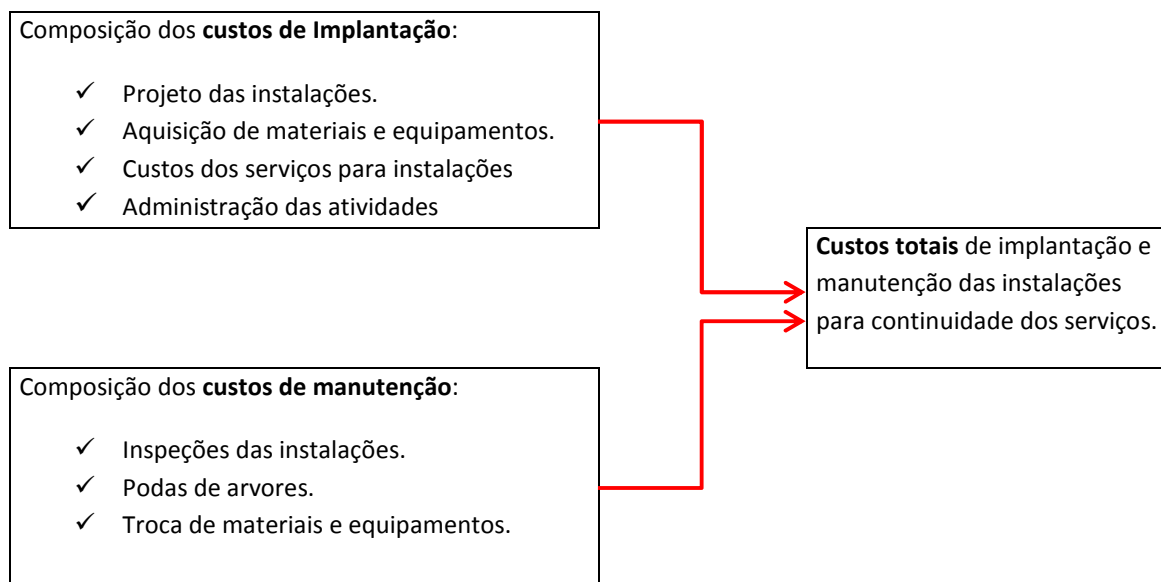 Composição dos custos de Implantação:
✓ Projeto das instalações.
✓ Aquisição de materiais e equipamentos.
✓ Custos dos serviços para instalações
✓ Administração das atividades
Custos totais de implantação e
manutenção das instalações
para continuidade dos serviços.
Composição dos custos de manutenção:
✓ Inspeções das instalações.
✓ Podas de arvores.
✓ Troca de materiais e equipamentos.